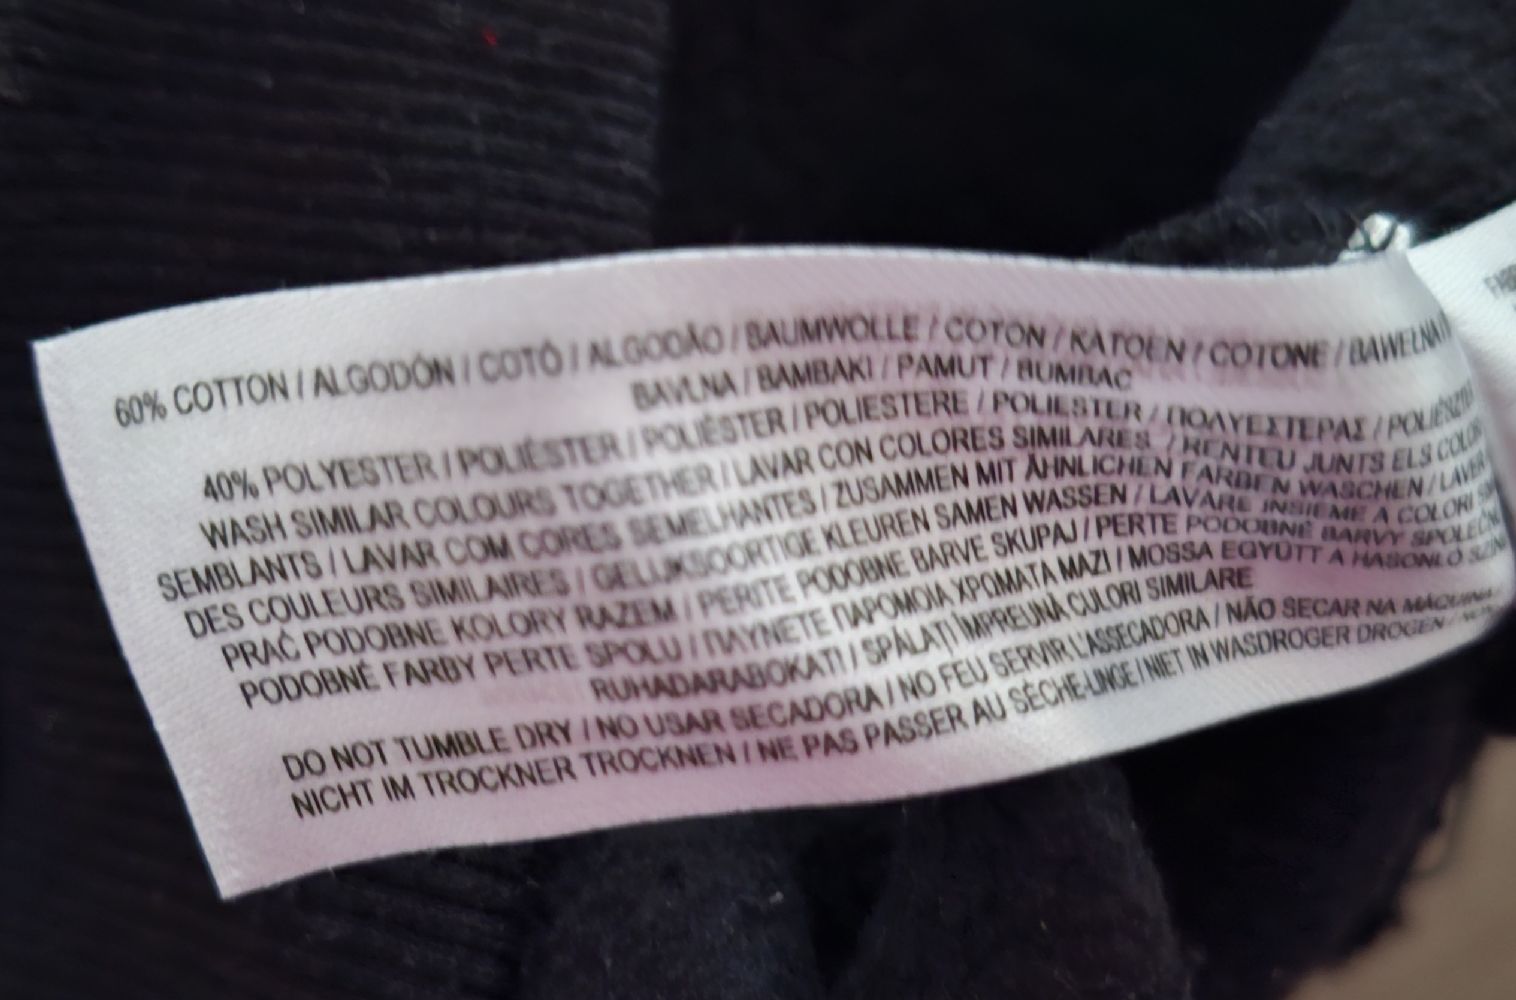 60% COTTON / ALGODÓN / COTÓ / ALGODÃO / BAUMWOLLE / COTON / KATOEN / COTONE / BAWEŁNA /
BAVLNA / BAMBAKI / PAMUT / BUMBAC
40% POLYESTER / POLIÉSTER / POLIÉSTER / POLIESTERE / POLIESTER / ΠΟΛΥΕΣΤΕΡΑΣ / POLIÉSZTER
WASH SIMILAR COLOURS TOGETHER / LAVAR CON COLORES SIMILARES / RENTEU JUNTS ELS COLORS
SEMBLANTS / LAVAR COM CORES SEMELHANTES / ZUSAMMEN MIT ÄHNLICHEN FARBEN WASCHEN / LAVER
DES COULEURS SIMILAIRES / GELIJKSOORTIGE KLEUREN SAMEN WASSEN / LAVARE INSIEME A COLORI
PRAĆ PODOBNE KOLORY RAZEM / PERITE PODOBNE BARVE SKUPAJ / PERTE PODOBNÉ BARVY
PODOBNÉ FARBY PERTE SPOLU / ΠΛΥΝΕΤΕ ΠΑΡΟΜΟΙΑ ΧΡΩΜΑΤΑ ΜΑΖΙ / MOSSA EGYÜTT A HASONLÓ
RUHADARABOKAT! / SPĂLAȚI ÎMPREUNĂ CULORI SIMILARE
DO NOT TUMBLE DRY / NO USAR SECADORA / NO FEU SERVIR L'ASSECADORA / NÃO SECAR NA MÁQUINA
NICHT IM TROCKNER TROCKNEN / NE PAS PASSER AU SÈCHE-LINGE / NIET IN WASDROGER DROGEN /